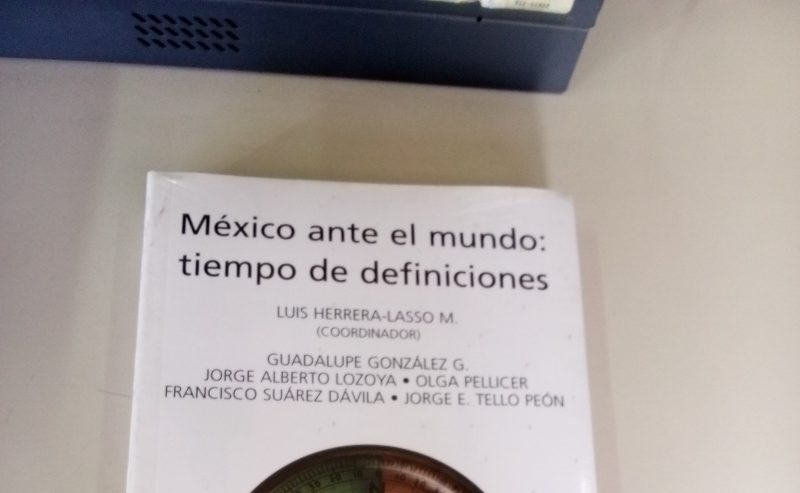 México ante el mundo:
tiempo de definiciones
LUIS HERRERA-LASSO M.
(COORDINADOR)
GUADALUPE GONZÁLEZ G.
JORGE ALBERTO LOZOYA • OLGA PELLICER
FRANCISCO SUÁREZ DÁVILA • JORGE E. TELLO PEÓN